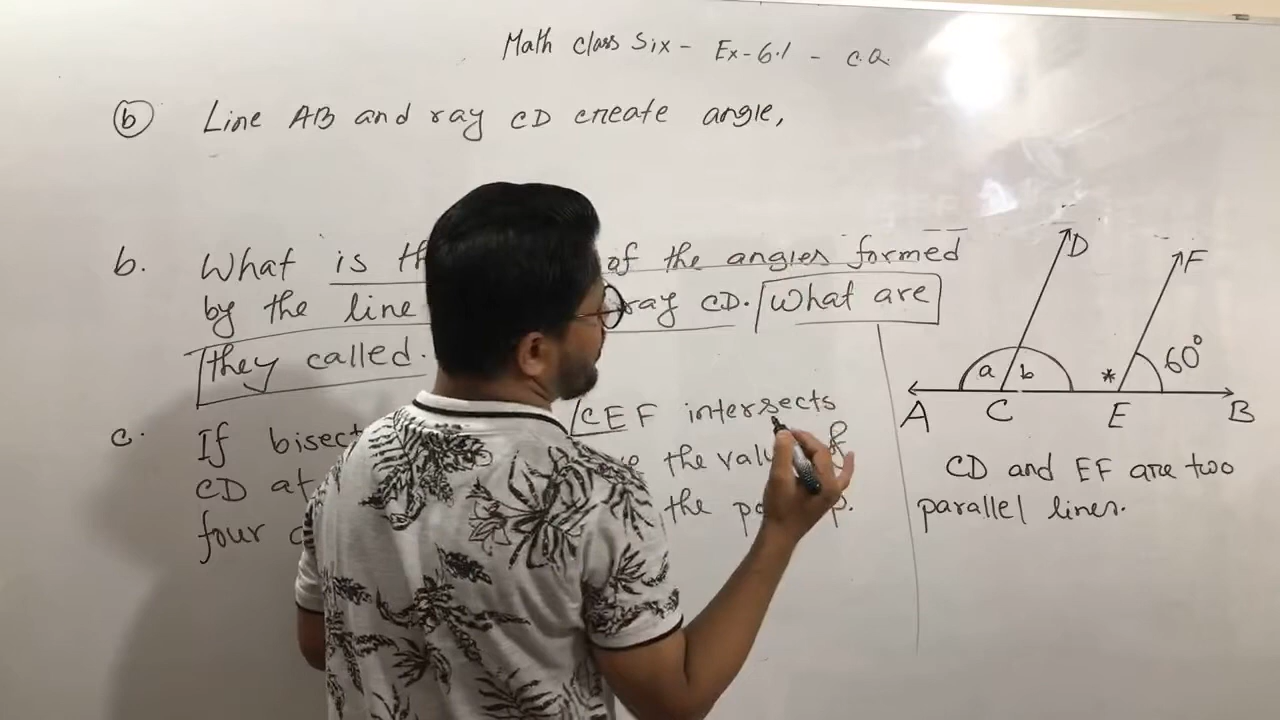 Math class Six - Ex-6.1 - C.Q.
b Line AB and ray CD create angle,
b. What is th of the angles formed
by the line ray CD. What are
they called.
c. If bisect ∠CEF intersects
CD at the
four the
D
F
a b * 60°
A C E B
CD and EF are two
parallel lines.